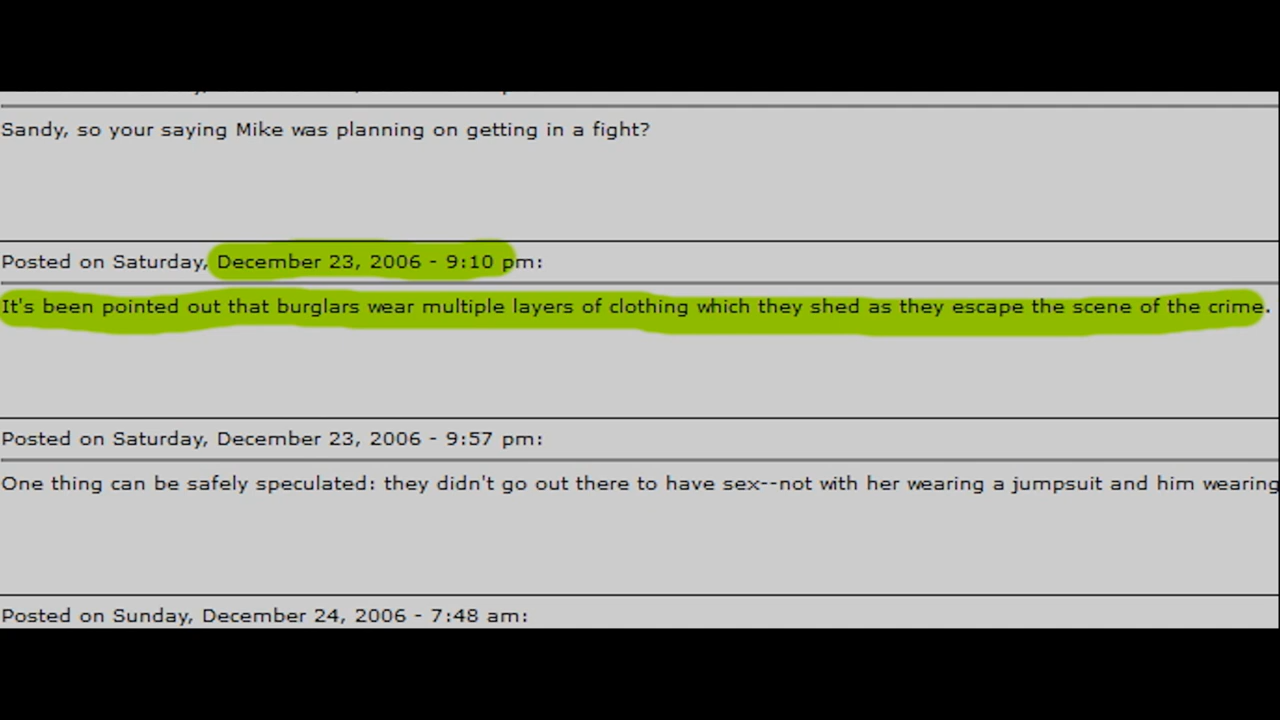 Sandy, so your saying Mike was planning on getting in a fight?
Posted on Saturday, December 23, 2006 - 9:10 pm:
It's been pointed out that burglars wear multiple layers of clothing which they shed as they escape the scene of the crime.
Posted on Saturday, December 23, 2006 - 9:57 pm:
One thing can be safely speculated: they didn't go out there to have sex--not with her wearing a jumpsuit and him wearing
Posted on Sunday, December 24, 2006 - 7:48 am: